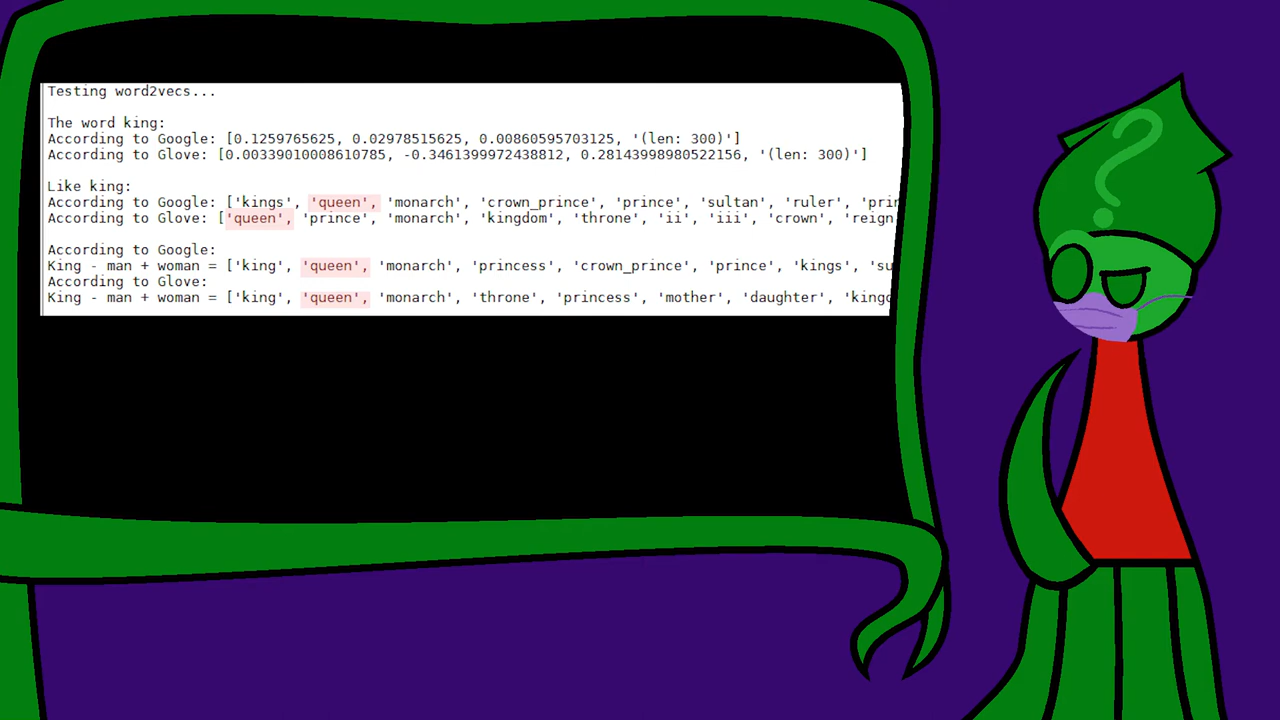 Testing word2vecs...
The word king:
According to Google: [0.1259765625, 0.02978515625, 0.00860595703125, '(len: 300)']
According to Glove: [0.00339010008610785, -0.3461399972438812, 0.28143998980522156, '(len: 300)']
Like king:
According to Google: ['kings', 'queen', 'monarch', 'crown_prince', 'prince', 'sultan', 'ruler', 'prin
According to Glove: ['queen', 'prince', 'monarch', 'kingdom', 'throne', 'ii', 'iii', 'crown', 'reign
According to Google:
King - man + woman = ['king', 'queen', 'monarch', 'princess', 'crown_prince', 'prince', 'kings', 'su
According to Glove:
King - man + woman = ['king', 'queen', 'monarch', 'throne', 'princess', 'mother', 'daughter', 'kingd
?